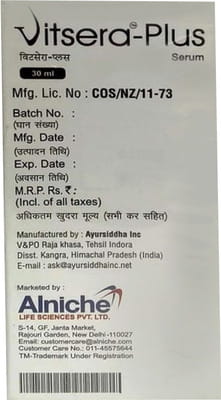 Vitsera™-Plus
विटसेरा-प्लस
Serum
30 ml
Mfg. Lic. No : COS/NZ/11-73
Batch No. :
(घान संख्या)
Mfg. Date :
(उत्पादन तिथि)
Exp. Date :
(अवसान तिथि)
M.R.P. Rs. ₹:
(Incl. of all taxes)
अधिकतम खुदरा मूल्य (सभी कर सहित)
Manufactured by : Ayursiddha Inc
V&PO Raja khasa, Tehsil Indora
Disst. Kangra, Himachal Pradesh (India)
E-mail : ask@ayursiddhainc.net
Marketed by :
Alniche
LIFE SCIENCES PVT. LTD.
S-14, GF, Janta Market,
Rajouri Garden, New Delhi -110027
Email: customercare@alniche.com
Customer Care No.: 011-45575644
TM-Trademark Under Registration